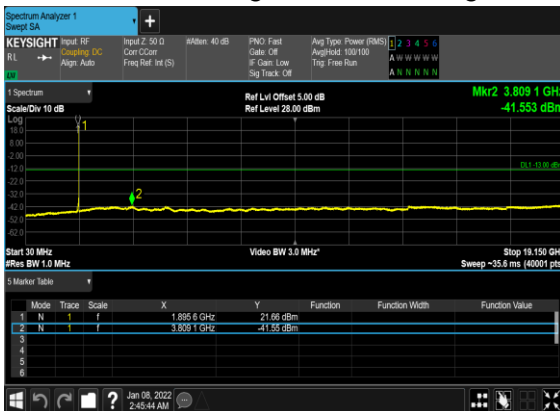 Spectrum Analyzer 1
Swept SA
+
KEYSIGHT Input: RF Input Z: 50 Ω #Atten: 40 dB PNO: Fast Avg Type: Power (RMS) 1 2 3 4 5 6
RL Coupling: DC Corr CCorr Gate: Off Avg|Hold: 100/100 A W W W W W
Align: Auto Freq Ref: Int (S) IF Gain: Low Trig: Free Run
Sig Track: Off A N N N N N
1 Spectrum Ref Lvl Offset 5.00 dB Mkr2 3.809 1 GHz
Scale/Div 10 dB Ref Level 28.00 dBm -41.553 dBm
Log
18.0
8.00
-2.00
-12.0
-22.0
-32.0
-42.0
-52.0
-62.0
1
2
DL1 -13.00 dBm
Start 30 MHz Video BW 3.0 MHz* Stop 19.150 GHz
#Res BW 1.0 MHz Sweep ~35.6 ms (40001 pts)
5 Marker Table
Mode Trace Scale X Y Function Function Width Function Value
1 N 1 f 1.895 6 GHz 21.66 dBm
2 N 1 f 3.809 1 GHz -41.55 dBm
3
4
5
6
? Jan 08, 2022
2:45:44 AM